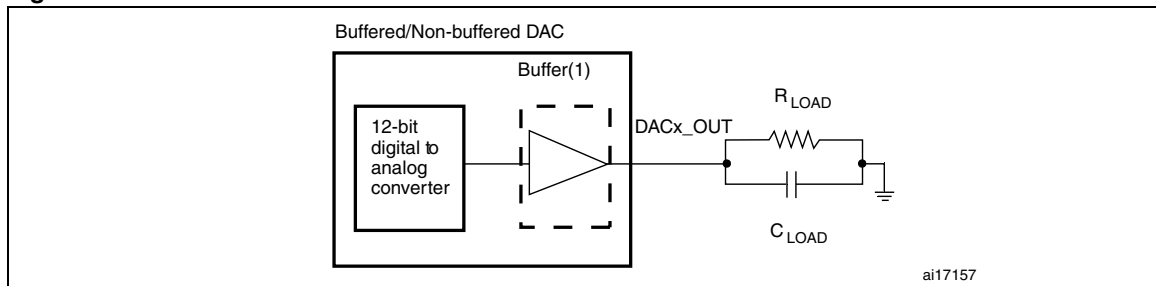 Buffered/Non-buffered DAC
Buffer(1)
12-bit
digital to
analog
converter
DACx_OUT
R LOAD
C LOAD
ai17157